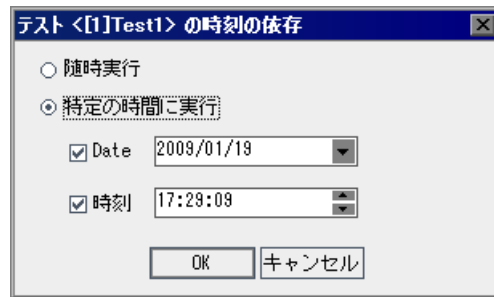 テスト <[1]Test1> の時刻の依存
随時実行
特定の時間に実行
Date 2009/01/19
時刻 17:29:09
OK キャンセル